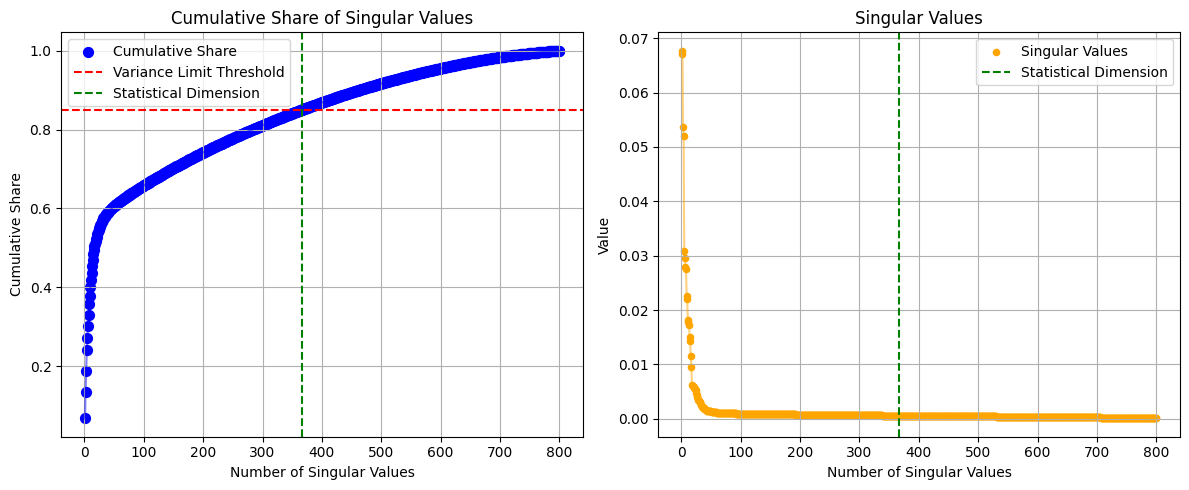 Cumulative Share of Singular Values
Cumulative Share
Variance Limit Threshold
Statistical Dimension
1.0
0.8
0.6
0.4
0.2
Cumulative Share
0
100
200
300
400
500
600
700
800
Number of Singular Values
Singular Values
Singular Values
Statistical Dimension
0.07
0.06
0.05
0.04
0.03
0.02
0.01
0.00
Value
0
100
200
300
400
500
600
700
800
Number of Singular Values